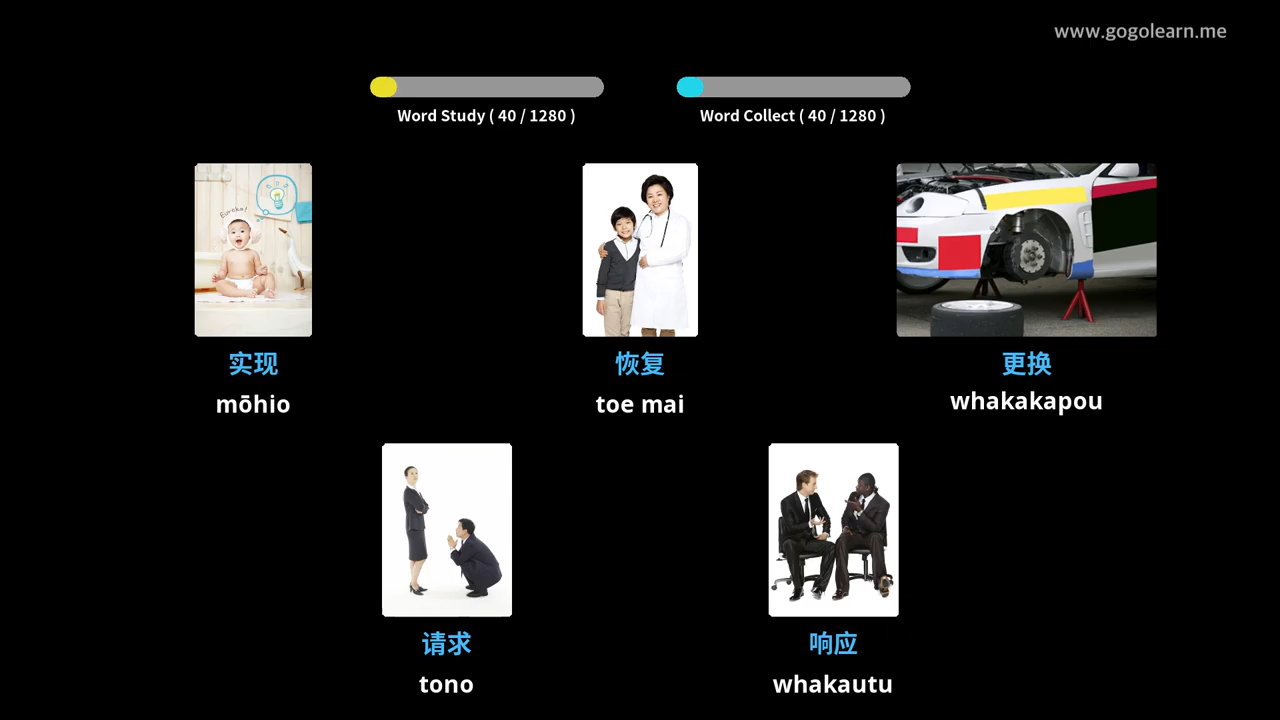 www.gogolearn.me
Word Study ( 40 / 1280 )
Word Collect ( 40 / 1280 )
Eureka!
实现
恢复
更换
mōhio
toe mai
whakakapou
请求
响应
tono
whakautu